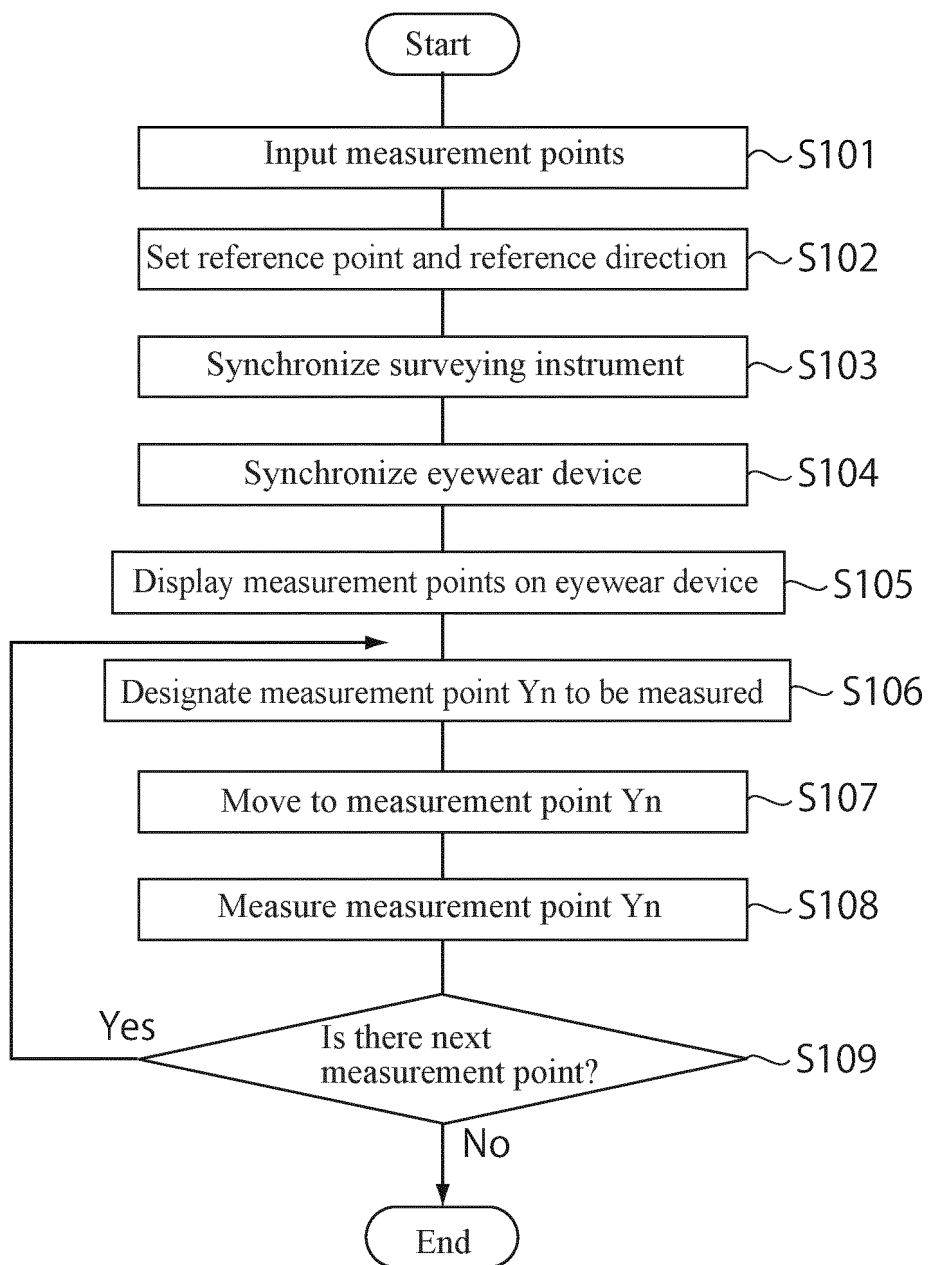 Start
Input measurement points
S101
Set reference point and reference direction
S102
Synchronize surveying instrument
S103
Synchronize eyewear device
S104
Display measurement points on eyewear device
S105
Designate measurement point Yn to be measured
S106
Move to measurement point Yn
S107
Measure measurement point Yn
S108
Yes
Is there next
measurement point?
S109
No
End